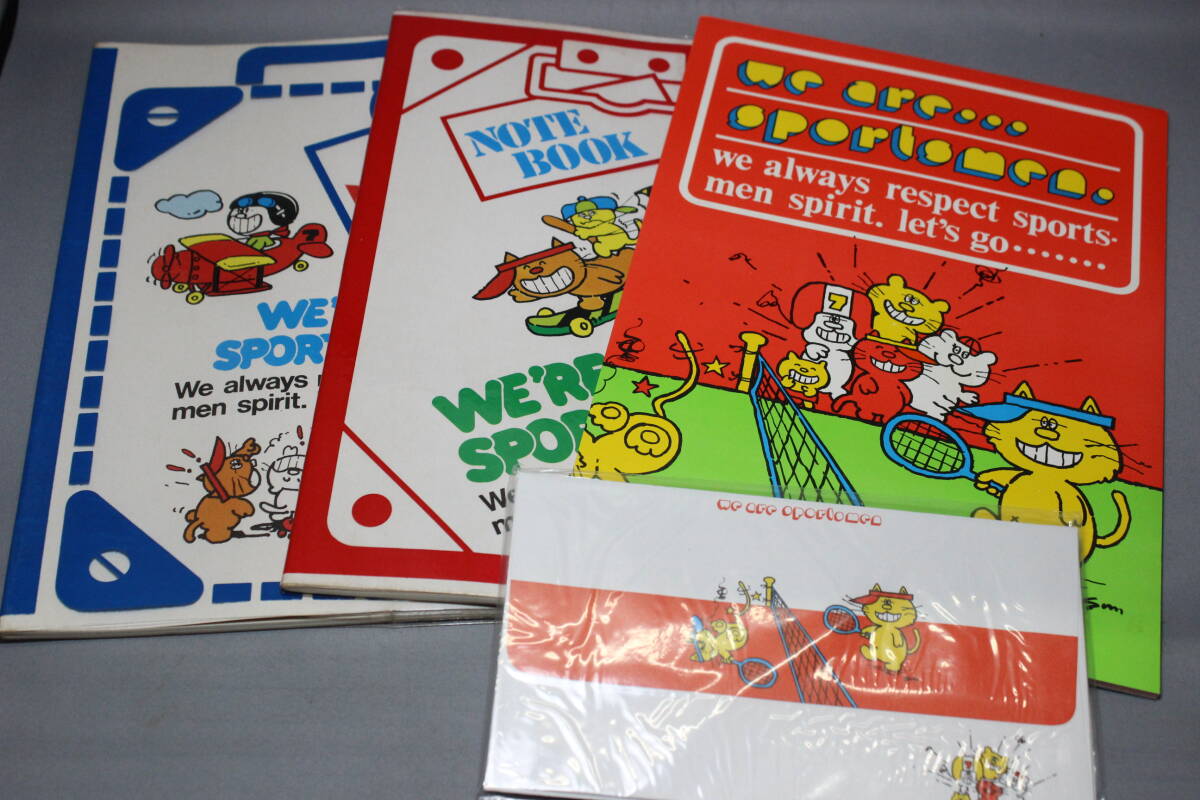 WE'
SPORT
We always
men spirit.
7
NOTE
BOOK
WE'RE
SPOR
we are...
sportsmen.
we always respect sports-
men spirit. let's go.......
7
we are sportsmen